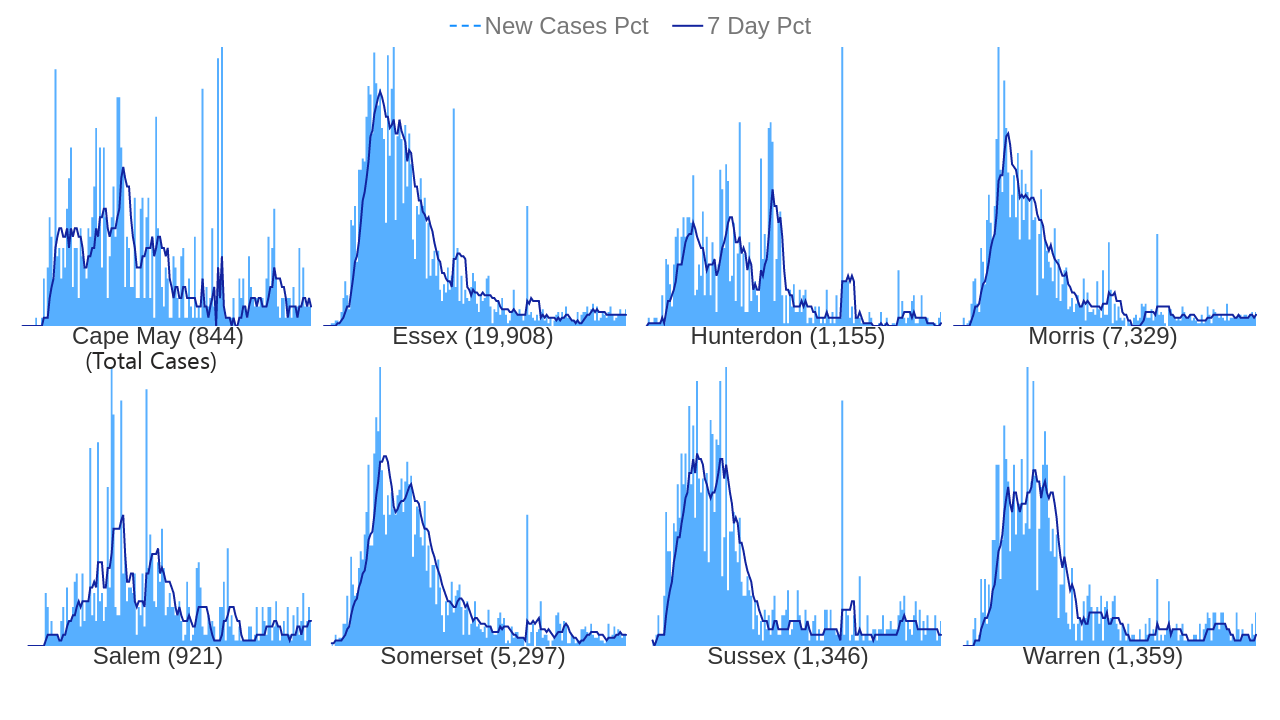 New Cases Pct 7 Day Pct
Cape May (844) Essex (19,908) Hunterdon (1,155) Morris (7,329)
(Total Cases)
Salem (921) Somerset (5,297) Sussex (1,346) Warren (1,359)